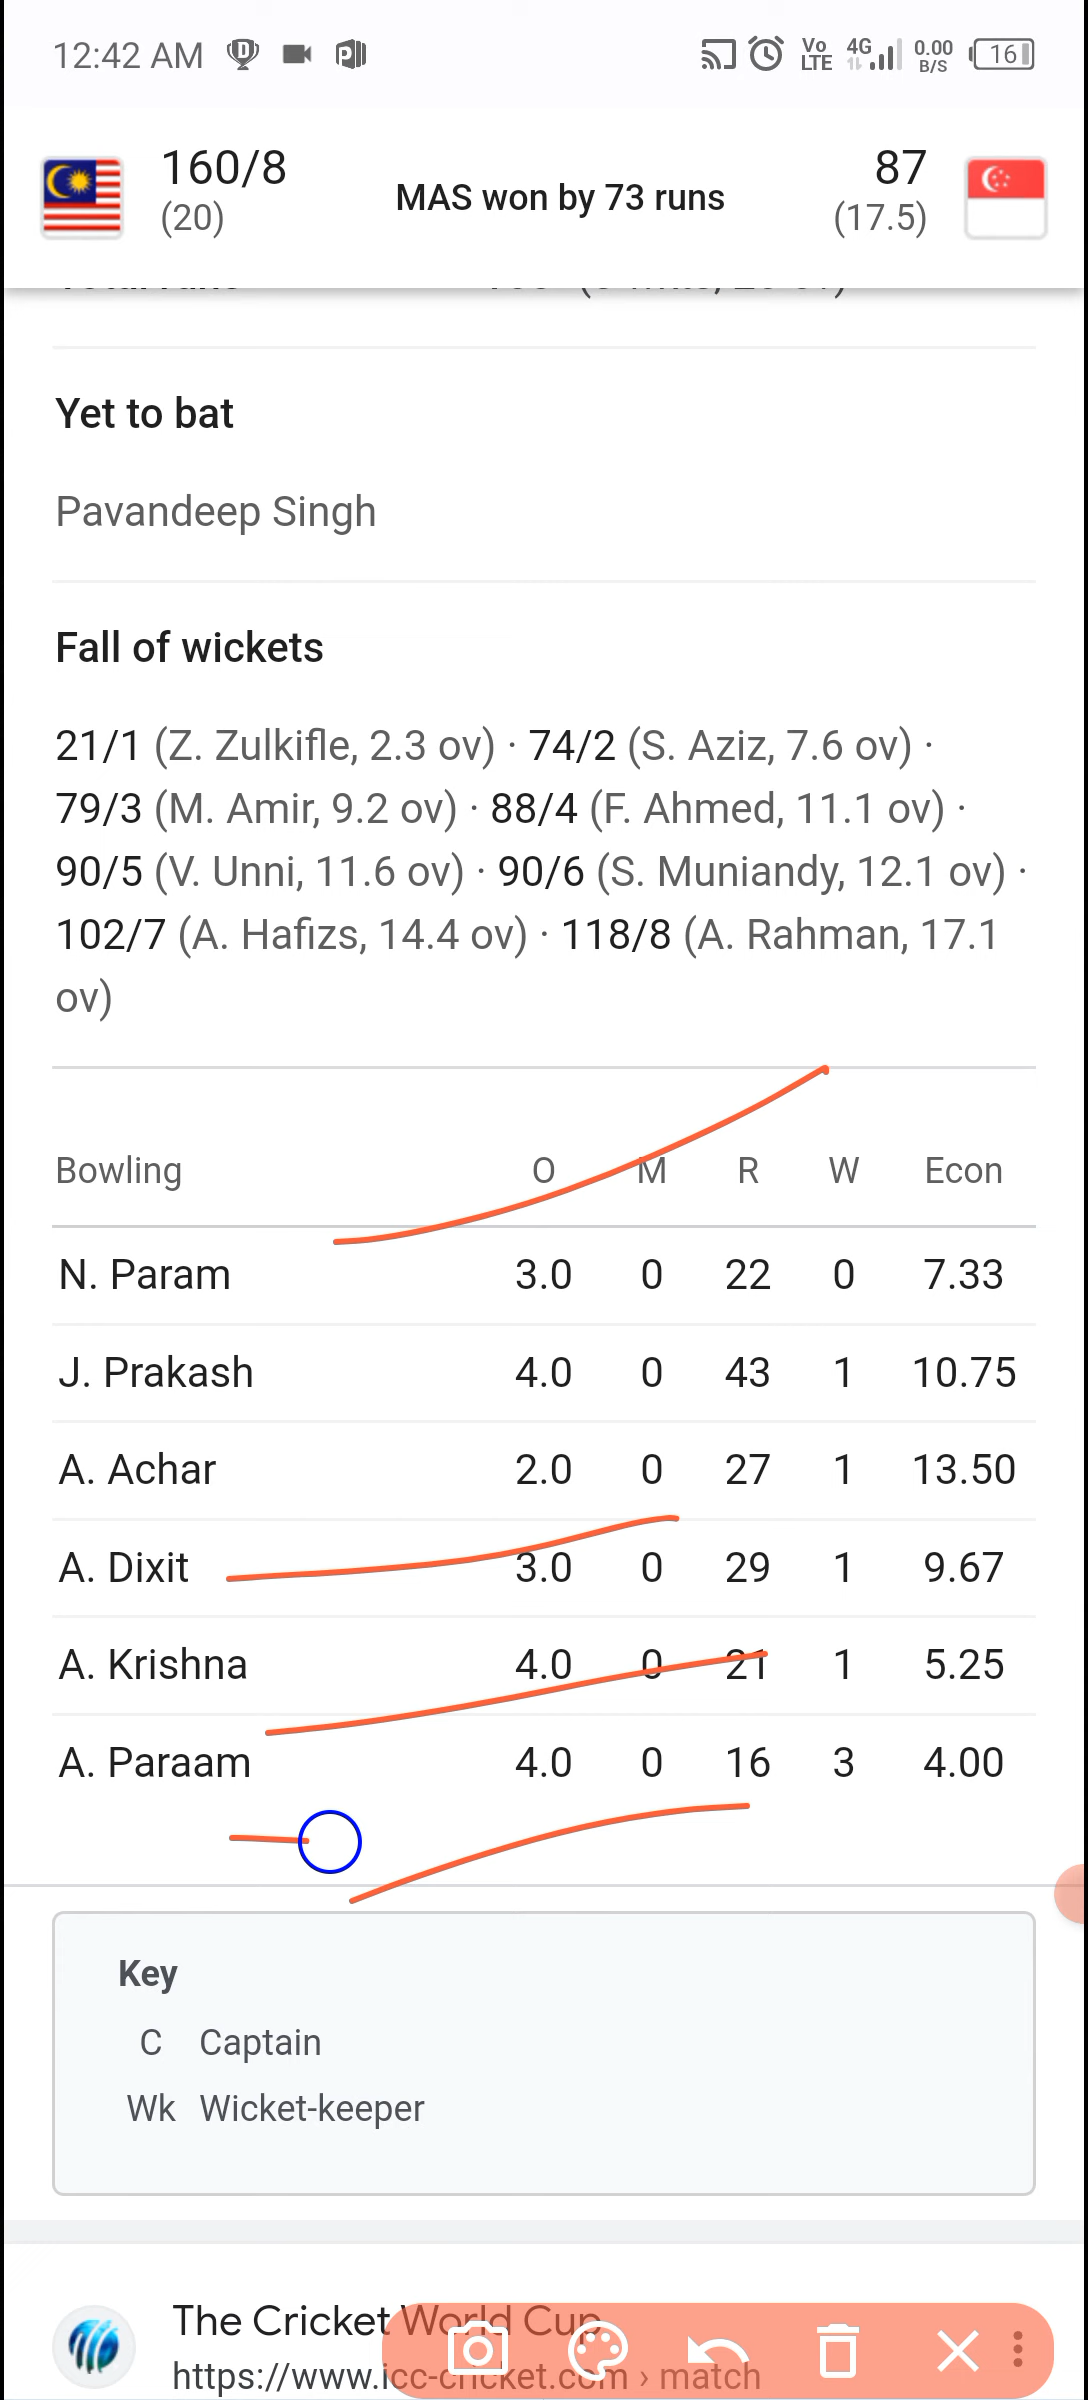 12:42 AM Vo LTE 4G 0.00 B/S 16
160/8 (20) MAS won by 73 runs 87 (17.5)
Yet to bat
Pavandeep Singh
Fall of wickets
21/1 (Z. Zulkifle, 2.3 ov) · 74/2 (S. Aziz, 7.6 ov) ·
79/3 (M. Amir, 9.2 ov) · 88/4 (F. Ahmed, 11.1 ov) ·
90/5 (V. Unni, 11.6 ov) · 90/6 (S. Muniandy, 12.1 ov) ·
102/7 (A. Hafizs, 14.4 ov) · 118/8 (A. Rahman, 17.1
ov)
Bowling O M R W Econ
N. Param 3.0 0 22 0 7.33
J. Prakash 4.0 0 43 1 10.75
A. Achar 2.0 0 27 1 13.50
A. Dixit 3.0 0 29 1 9.67
A. Krishna 4.0 0 21 1 5.25
A. Paraam 4.0 0 16 3 4.00
Key
C Captain
Wk Wicket-keeper
The Cricket World Cup
https://www.icc-cricket.com › match